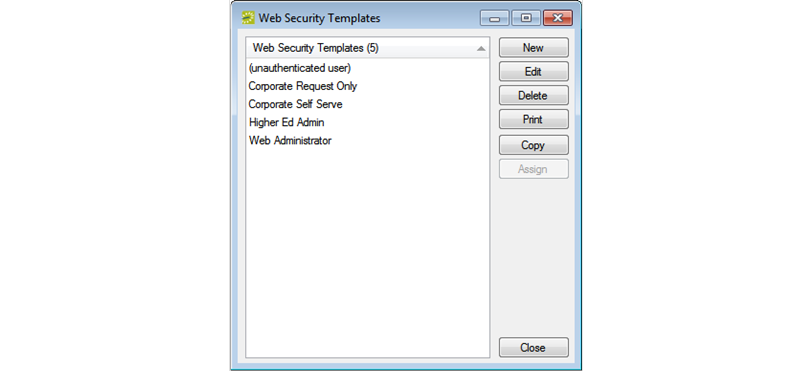 Web Security Templates
Web Security Templates (5)
(unauthenticated user)
Corporate Request Only
Corporate Self Serve
Higher Ed Admin
Web Administrator
New
Edit
Delete
Print
Copy
Assign
Close